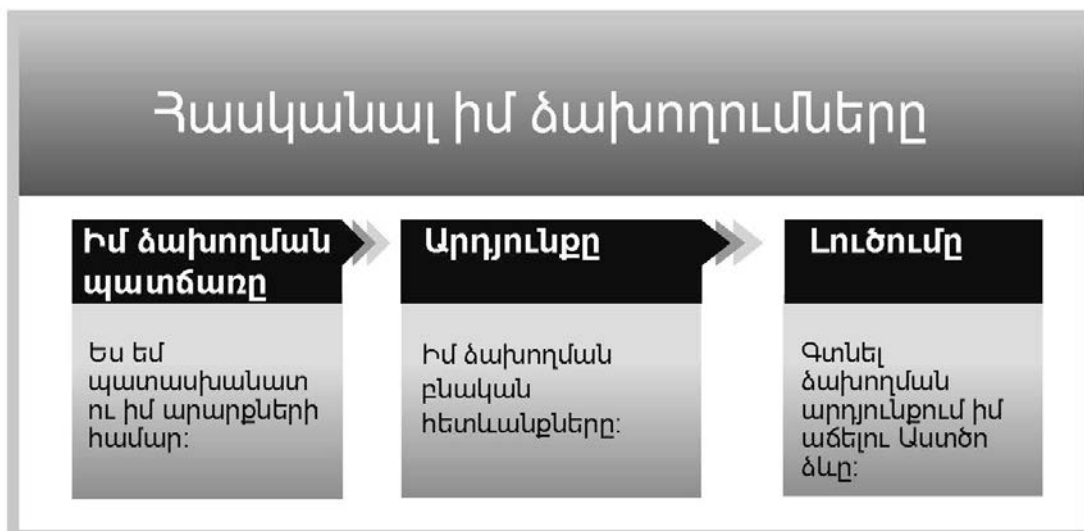 Հասկանալ իմ ձախողումները
Իմ ձախողման
պատճառը
Ես եմ
պատասխանատ
ու իմ արարքների
համար:
Արդյունքը
Իմ ձախողման
բնական
հետևանքները:
Լուծումը
Գտնել
ձախողման
արդյունքում իմ
աճելու Աստծո
ձևը: